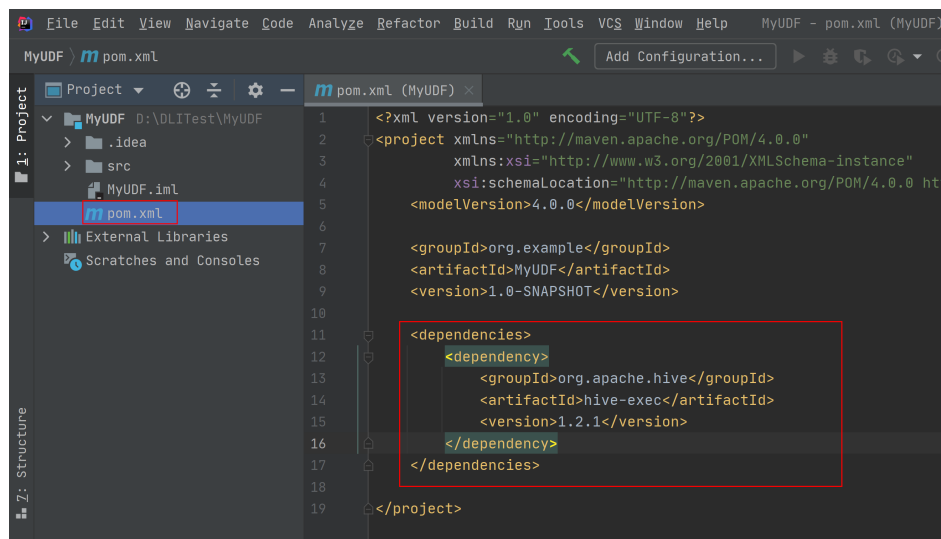 File Edit View Navigate Code Analyze Refactor Build Run Tools VCS Window Help MyUDF - pom.xml (MyUDF)
MyUDF pom.xml Add Configuration...
1: Project
Project
MyUDF D:\DLITest\MyUDF
.idea
src
MyUDF.iml
pom.xml
External Libraries
Scratches and Consoles
Z: Structure
pom.xml (MyUDF)
1 <?xml version="1.0" encoding="UTF-8"?>
2 <project xmlns="http://maven.apache.org/POM/4.0.0"
3 xmlns:xsi="http://www.w3.org/2001/XMLSchema-instance"
4 xsi:schemaLocation="http://maven.apache.org/POM/4.0.0 ht
5 <modelVersion>4.0.0</modelVersion>
6
7 <groupId>org.example</groupId>
8 <artifactId>MyUDF</artifactId>
9 <version>1.0-SNAPSHOT</version>
10
11 <dependencies>
12 <dependency>
13 <groupId>org.apache.hive</groupId>
14 <artifactId>hive-exec</artifactId>
15 <version>1.2.1</version>
16 </dependency>
17 </dependencies>
18
19 </project>